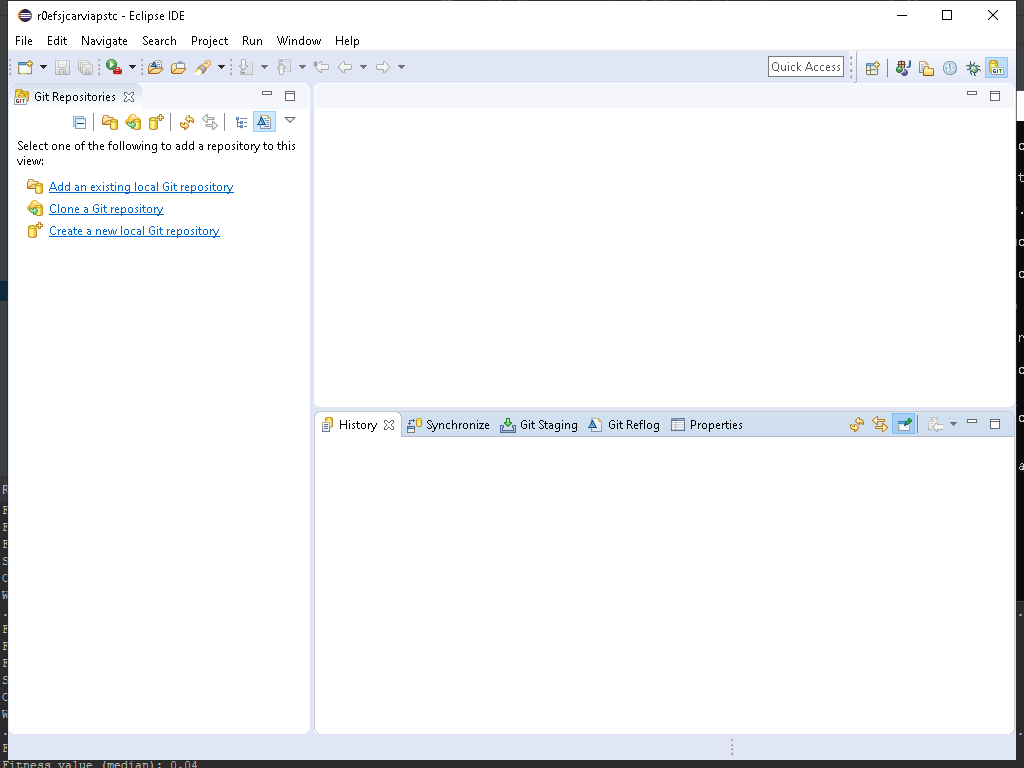 r0efsjcarviapstc - Eclipse IDE
File Edit Navigate Search Project Run Window Help
Quick Access
Git Repositories
Select one of the following to add a repository to this
view:
Add an existing local Git repository
Clone a Git repository
Create a new local Git repository
History Synchronize Git Staging Git Reflog Properties
Fitness value (median): 0.04